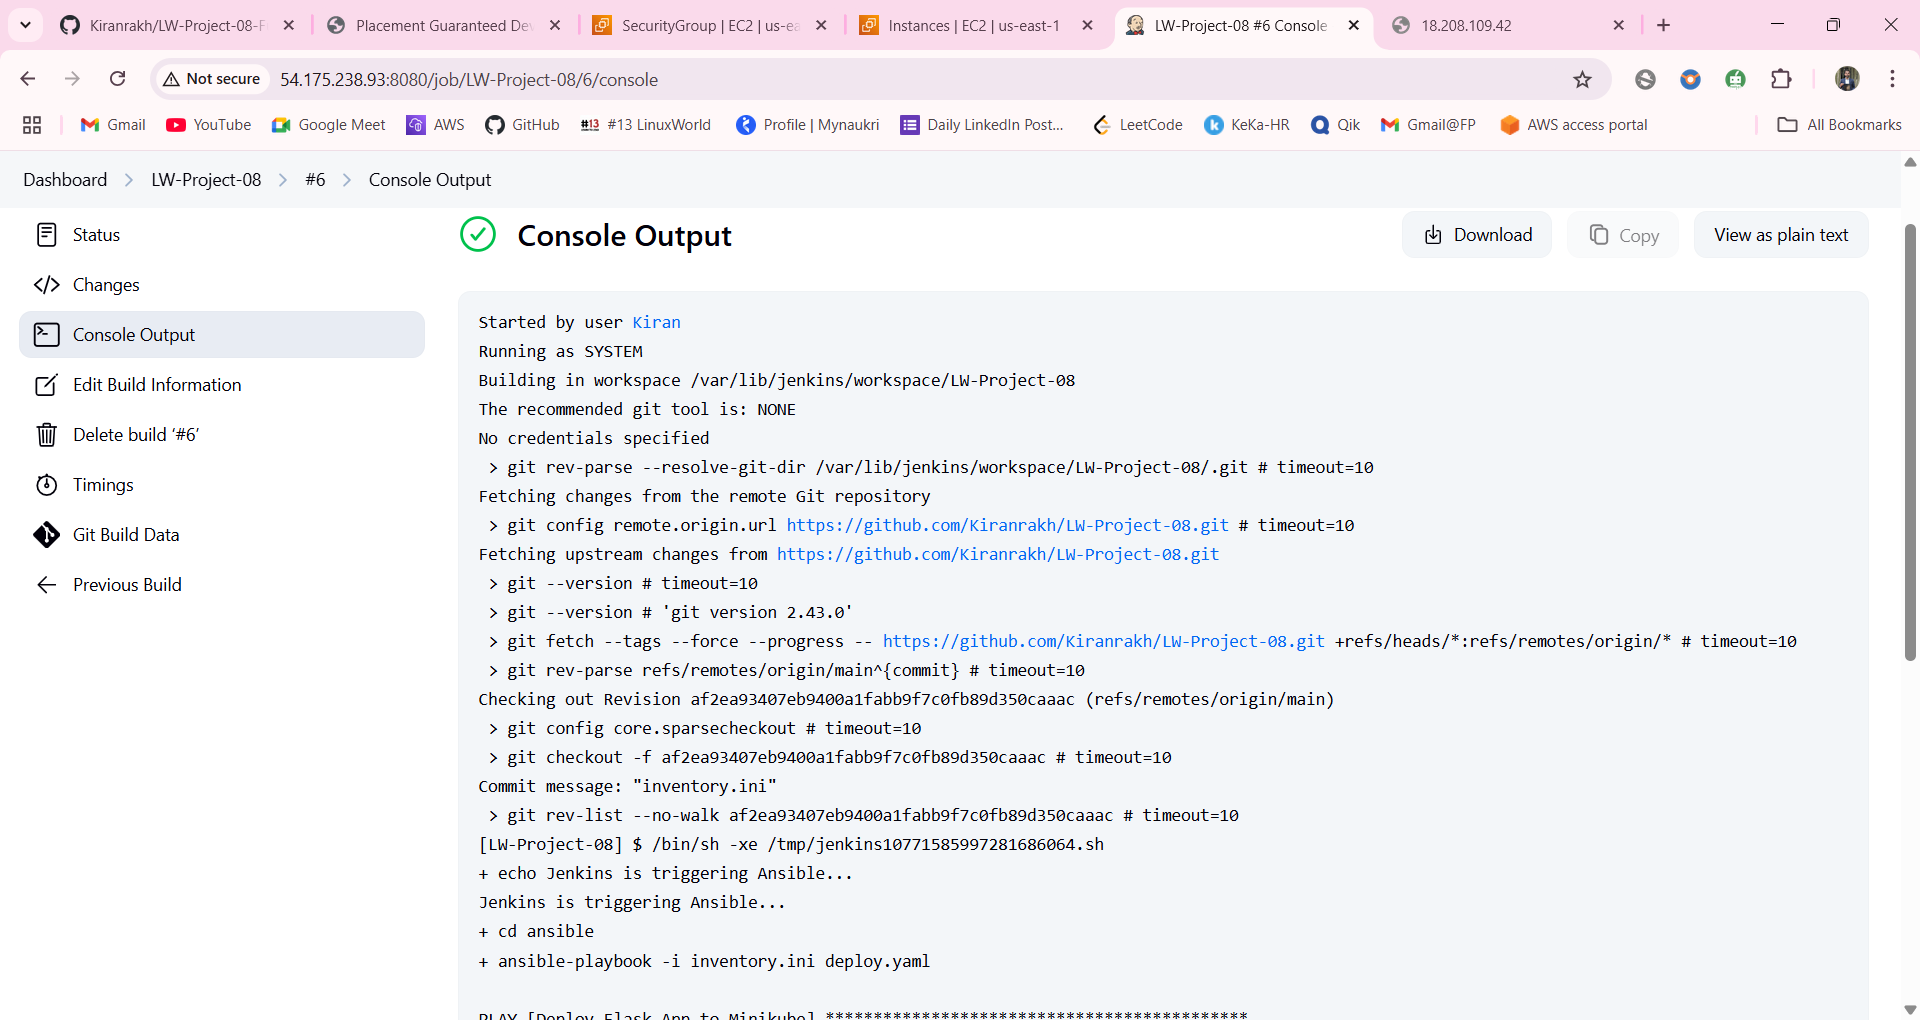 Kiranrakh/LW-Project-08-F
Placement Guaranteed De
SecurityGroup | EC2 | us-ea
Instances | EC2 | us-east-1
LW-Project-08 #6 Console
18.208.109.42
Not secure
54.175.238.93:8080/job/LW-Project-08/6/console
Gmail
YouTube
Google Meet
AWS
GitHub
#13 #13 LinuxWorld
Profile | Mynaukri
Daily LinkedIn Post...
LeetCode
KeKa-HR
Qik
Gmail@FP
AWS access portal
All Bookmarks
Dashboard > LW-Project-08 > #6 > Console Output
Status
Changes
Console Output
Edit Build Information
Delete build ‘#6’
Timings
Git Build Data
Previous Build
Console Output
Download
Copy
View as plain text
Started by user Kiran
Running as SYSTEM
Building in workspace /var/lib/jenkins/workspace/LW-Project-08
The recommended git tool is: NONE
No credentials specified
 > git rev-parse --resolve-git-dir /var/lib/jenkins/workspace/LW-Project-08/.git # timeout=10
Fetching changes from the remote Git repository
 > git config remote.origin.url https://github.com/Kiranrakh/LW-Project-08.git # timeout=10
Fetching upstream changes from https://github.com/Kiranrakh/LW-Project-08.git
 > git --version # timeout=10
 > git --version # 'git version 2.43.0'
 > git fetch --tags --force --progress -- https://github.com/Kiranrakh/LW-Project-08.git +refs/heads/*:refs/remotes/origin/* # timeout=10
 > git rev-parse refs/remotes/origin/main^{commit} # timeout=10
Checking out Revision af2ea93407eb9400a1fabb9f7c0fb89d350caaac (refs/remotes/origin/main)
 > git config core.sparsecheckout # timeout=10
 > git checkout -f af2ea93407eb9400a1fabb9f7c0fb89d350caaac # timeout=10
Commit message: "inventory.ini"
 > git rev-list --no-walk af2ea93407eb9400a1fabb9f7c0fb89d350caaac # timeout=10
[LW-Project-08] $ /bin/sh -xe /tmp/jenkins10771585997281686064.sh
+ echo Jenkins is triggering Ansible...
Jenkins is triggering Ansible...
+ cd ansible
+ ansible-playbook -i inventory.ini deploy.yaml
PLAY [Deploy Flask App to Minikube] ********************************************